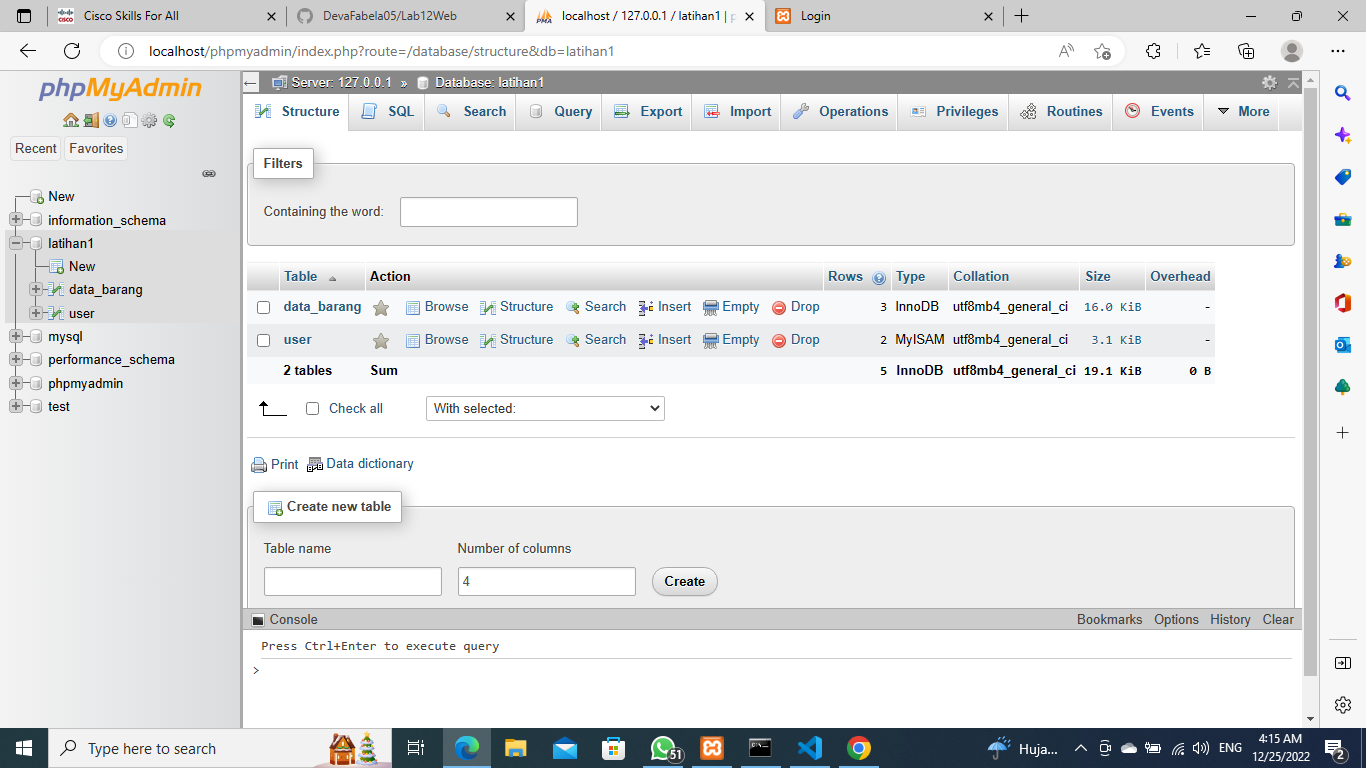 Cisco Skills For All
DevaFabela05/Lab12Web
localhost / 127.0.0.1 / latihan1 | p
Login
localhost/phpmyadmin/index.php?route=/database/structure&db=latihan1
phpMyAdmin
Recent Favorites
New
information_schema
latihan1
New
data_barang
user
mysql
performance_schema
phpmyadmin
test
Server: 127.0.0.1 » Database: latihan1
Structure SQL Search Query Export Import Operations Privileges Routines Events More
Filters
Containing the word:
Table Action Rows Type Collation Size Overhead
data_barang Browse Structure Search Insert Empty Drop 3 InnoDB utf8mb4_general_ci 16.0 KiB -
user Browse Structure Search Insert Empty Drop 2 MyISAM utf8mb4_general_ci 3.1 KiB -
2 tables Sum 5 InnoDB utf8mb4_general_ci 19.1 KiB 0 B
Check all With selected:
Print Data dictionary
Create new table
Table name Number of columns
4 Create
Console Bookmarks Options History Clear
Press Ctrl+Enter to execute query
>
Type here to search
51
Huja...
ENG
4:15 AM
12/25/2022
2